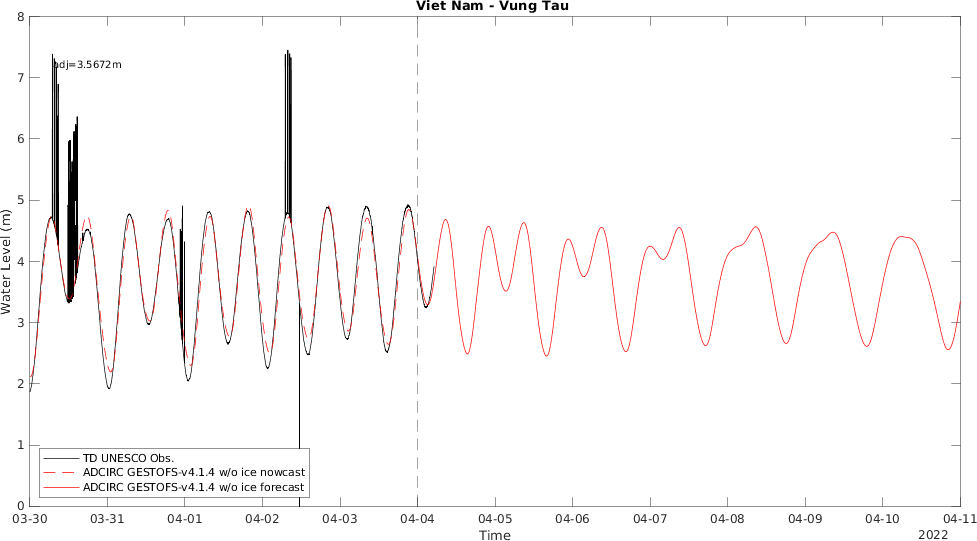 Viet Nam - Vung Tau
8
7
6
5
4
3
2
1
0
Water Level (m)
adj=3.5672m
TD UNESCO Obs.
ADCIRC GESTOFS-v4.1.4 w/o ice nowcast
ADCIRC GESTOFS-v4.1.4 w/o ice forecast
03-30 03-31 04-01 04-02 04-03 04-04 04-05 04-06 04-07 04-08 04-09 04-10 04-11
Time
2022